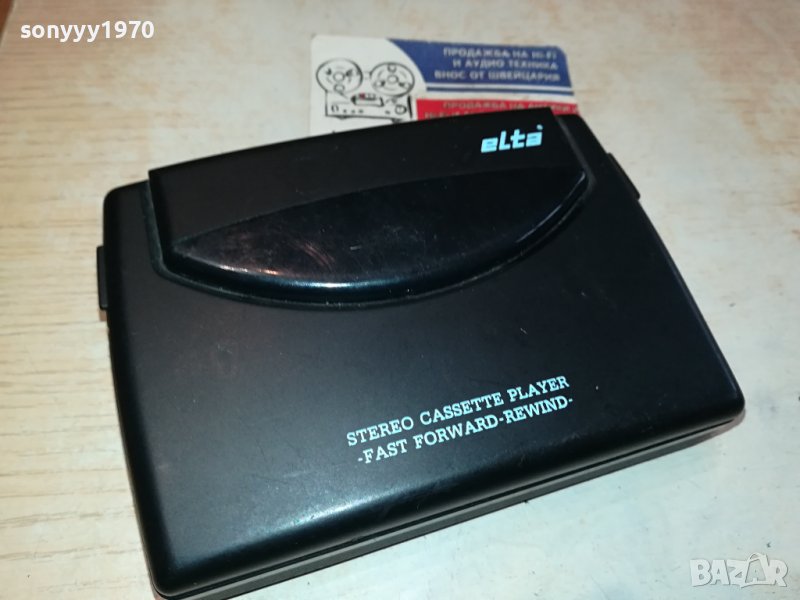 sonyyy1970
ПРОДАЖБА НА HI-FI
И АУДИО ТЕХНИКА
ВНОС ОТ ШВЕЙЦАРИЯ
ПРОДАЖБА НА
elta
STEREO CASSETTE PLAYER
-FAST FORWARD-REWIND-
BAZAR